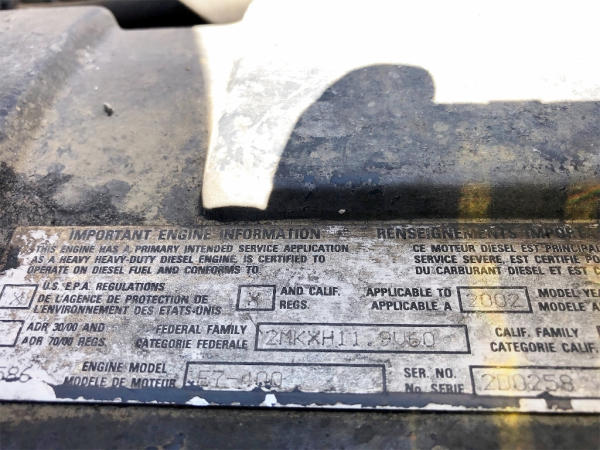 IMPORTANT ENGINE INFORMATION
THIS ENGINE HAS A PRIMARY INTENDED SERVICE APPLICATION
AS A HEAVY HEAVY-DUTY DIESEL ENGINE, IS CERTIFIED TO
OPERATE ON DIESEL FUEL AND CONFORMS TO
RENSEIGNEMENTS
CE MOTEUR DIESEL EST
SERVICE SEVERE, EST CERTIFIE
DU CARBURANT DIESEL ET EST
X U.S. E.P.A. REGULATIONS
DE L'AGENCE DE PROTECTION DE
L'ENVIRONNEMENT DES ETATS-UNIS
X AND CALIF.
REGS.
APPLICABLE TO
APPLICABLE A
2002
MODEL
MODELE
ADR 30/00 AND
ADR 70/00 REGS.
FEDERAL FAMILY
CATEGORIE FEDERALE
2MKXH11.9V60
CALIF. FAMILY
CATEGORIE CALIF.
586
ENGINE MODEL
MODELE DE MOTEUR
E7-400
SER. NO.
No. SERIE
2D0258